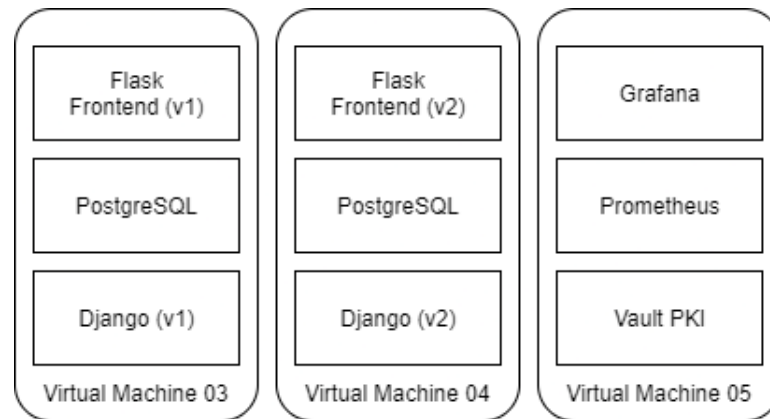 Flask
Frontend (v1)
PostgreSQL
Django (v1)
Virtual Machine 03
Flask
Frontend (v2)
PostgreSQL
Django (v2)
Virtual Machine 04
Grafana
Prometheus
Vault PKI
Virtual Machine 05